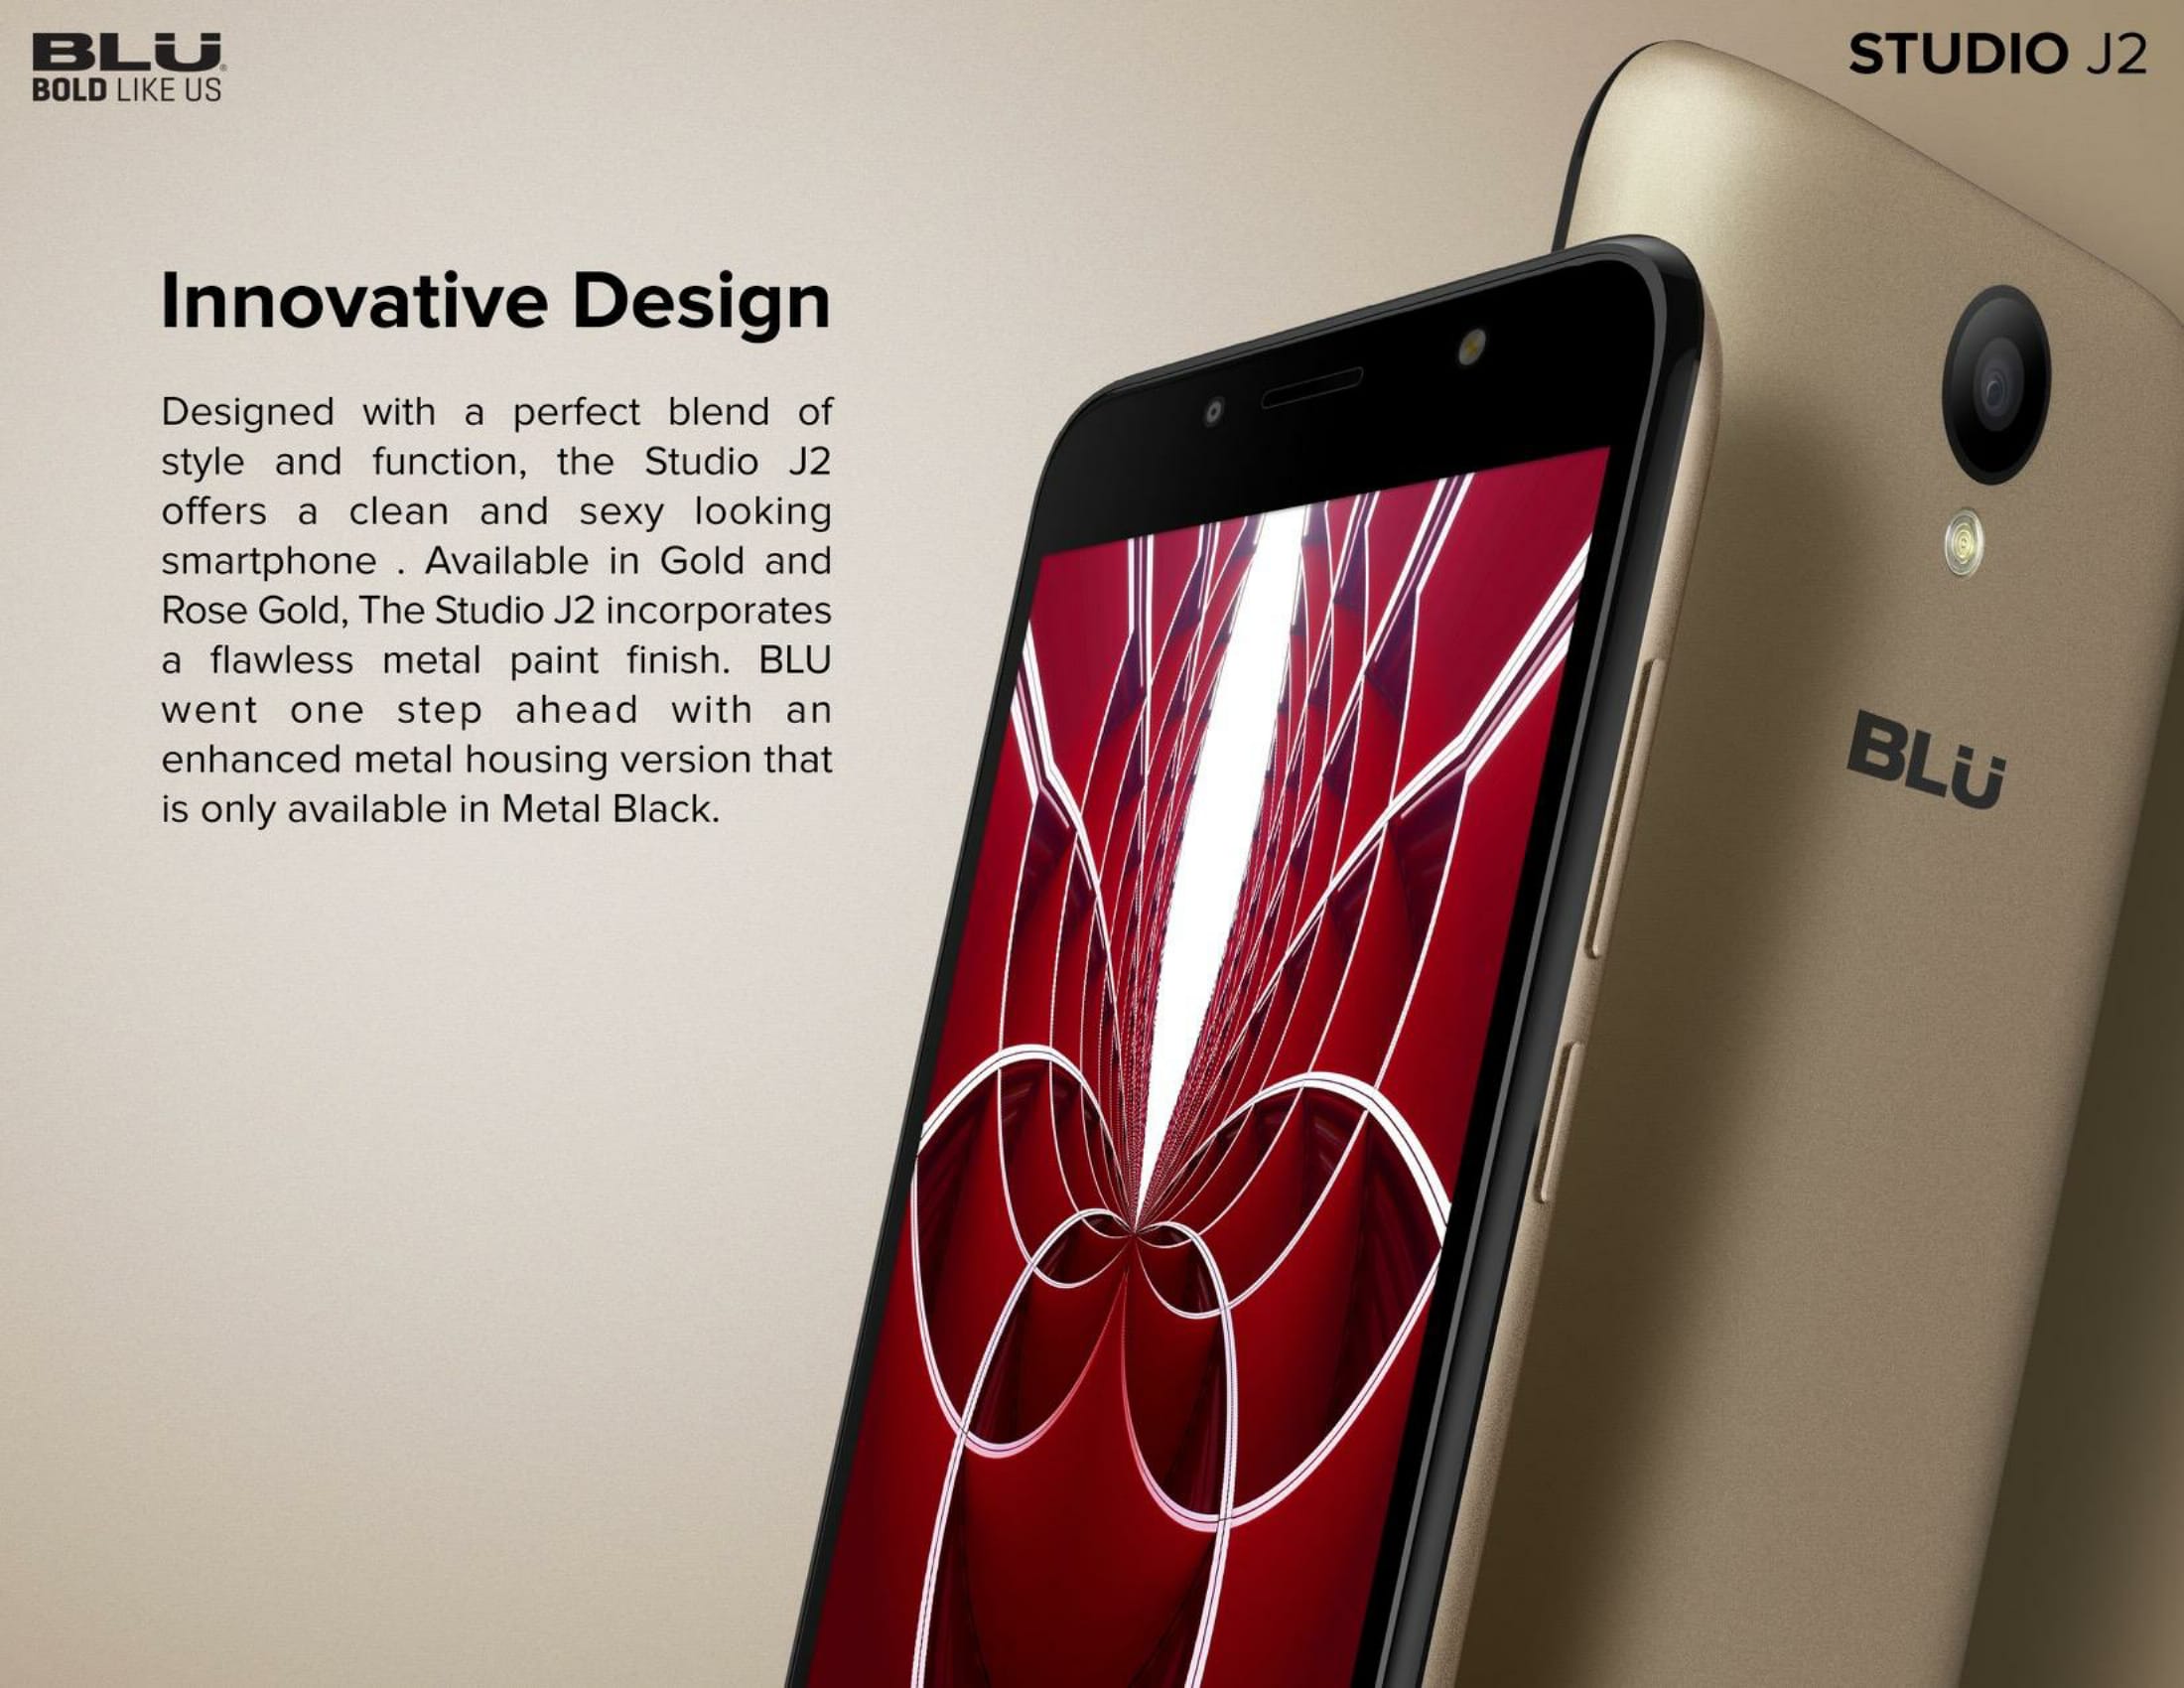 BLÜ
BOLD LIKE US
STUDIO J2
Innovative Design
Designed with a perfect blend of
style and function, the Studio J2
offers a clean and sexy looking
smartphone . Available in Gold and
Rose Gold, The Studio J2 incorporates
a flawless metal paint finish. BLU
went one step ahead with an
enhanced metal housing version that
is only available in Metal Black.
BLÜ